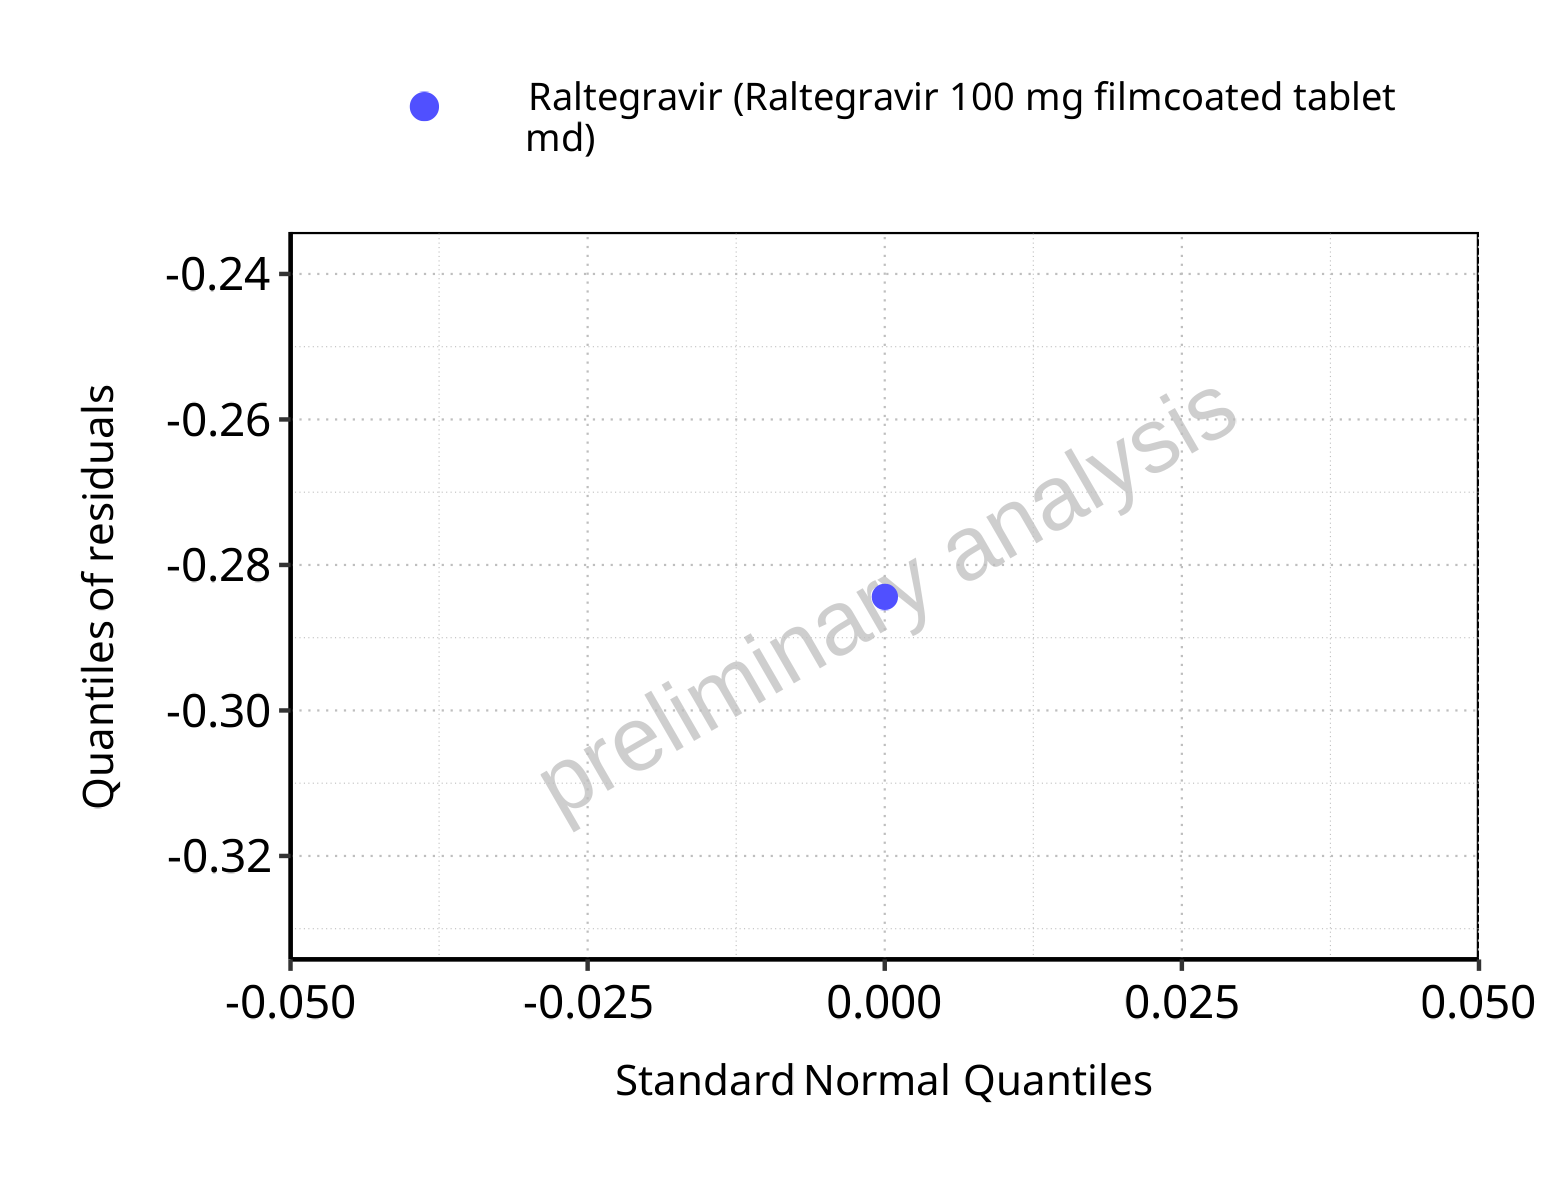 Raltegravir (Raltegravir 100 mg filmcoated tablet
md)
-0.24
-0.26
-0.28
-0.30
-0.32
Quantiles of residuals
preliminary analysis
-0.050
-0.025
0.000
0.025
0.050
Standard Normal Quantiles